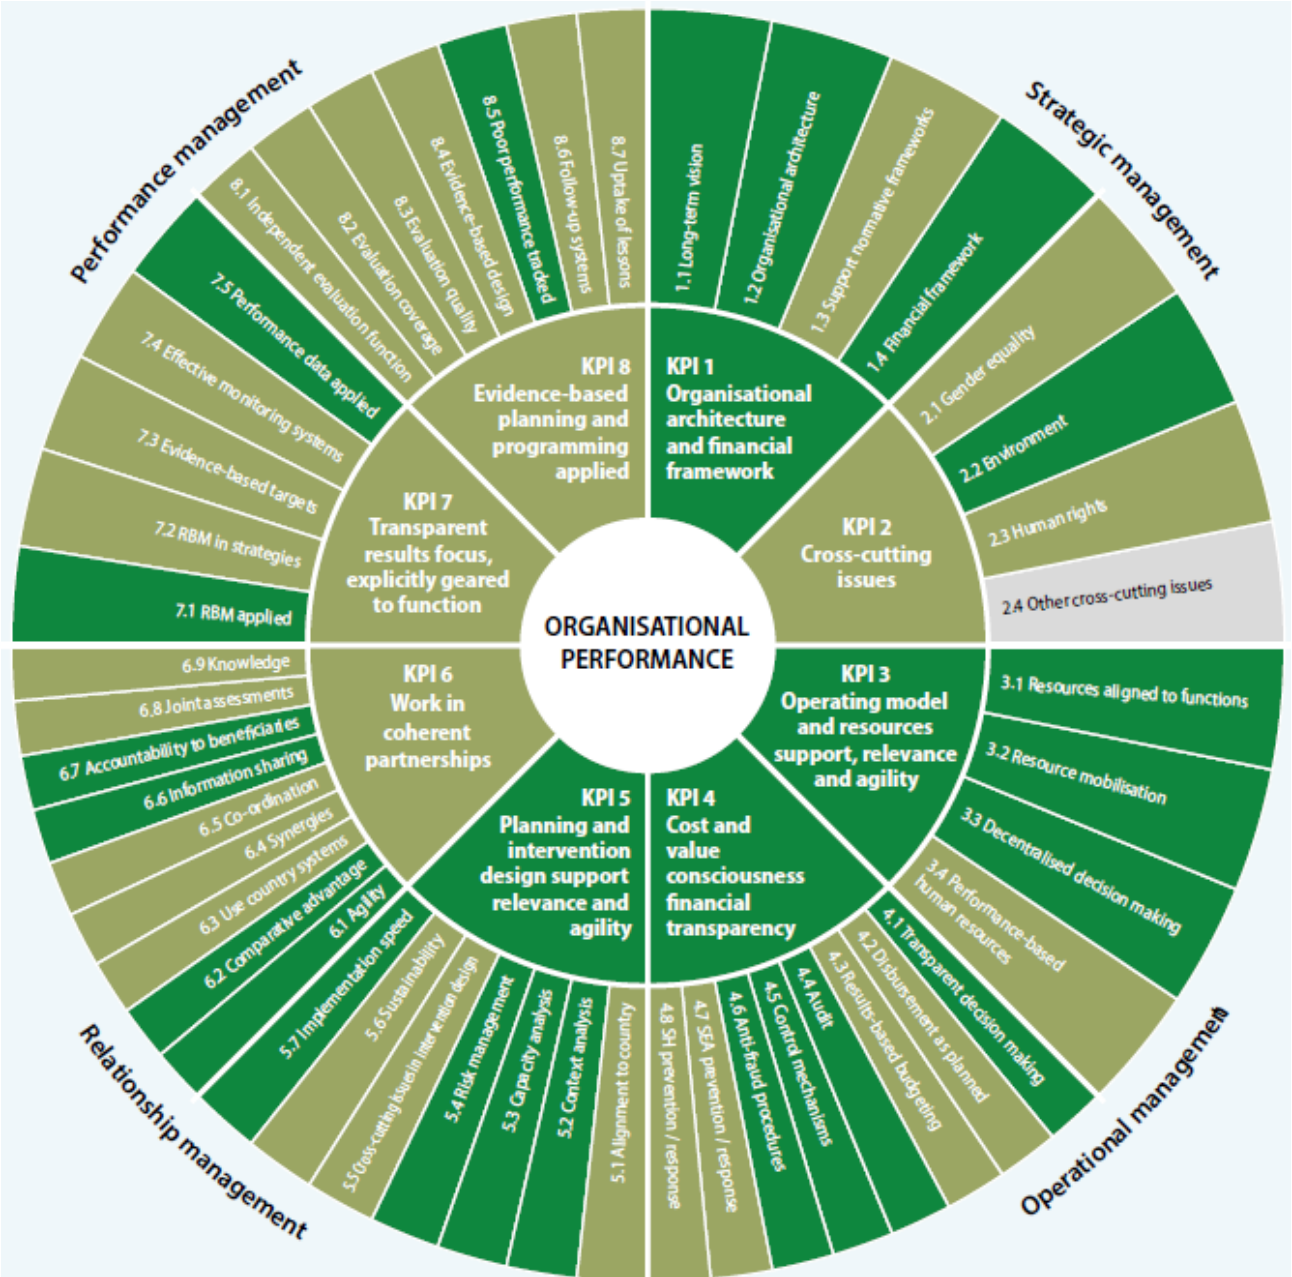 Performance management
Strategic management
Operational management
Relationship management
ORGANISATIONAL
PERFORMANCE
KPI 1
Organisational
architecture
and financial
framework
1.1 Long-term vision
1.2 Organisational architecture
1.3 Support normative frameworks
1.4 Financial framework
KPI 2
Cross-cutting
issues
2.1 Gender equality
2.2 Environment
2.3 Human rights
2.4 Other cross-cutting issues
KPI 3
Operating model
and resources
support, relevance
and agility
3.1 Resources aligned to functions
3.2 Resource mobilisation
3.3 Decentralised decision making
3.4 Performance-based
human resources
KPI 4
Cost and
value
consciousness
financial
transparency
4.1 Transparent decision making
4.2 Disbursement as planned
4.3 Results-based budgeting
4.4 Audit
4.5 Control mechanisms
4.6 Anti-fraud procedures
4.7 SEA prevention / response
4.8 SH prevention / response
KPI 5
Planning and
intervention
design support
relevance and
agility
5.1 Alignment to country
5.2 Context analysis
5.3 Capacity analysis
5.4 Risk management
5.5 Cross-cutting issues in intervention design
5.6 Sustainability
5.7 Implementation speed
KPI 6
Work in
coherent
partnerships
6.1 Agility
6.2 Comparative advantage
6.3 Use country systems
6.4 Synergies
6.5 Co-ordination
6.6 Information sharing
6.7 Accountability to beneficiaries
6.8 Joint assessments
6.9 Knowledge
KPI 7
Transparent
results focus,
explicitly geared
to function
7.1 RBM applied
7.2 RBM in strategies
7.3 Evidence-based targets
7.4 Effective monitoring systems
7.5 Performance data applied
KPI 8
Evidence-based
planning and
programming
applied
8.1 Independent evaluation function
8.2 Evaluation coverage
8.3 Evaluation quality
8.4 Evidence-based design
8.5 Poor performance tracked
8.6 Follow-up systems
8.7 Uptake of lessons